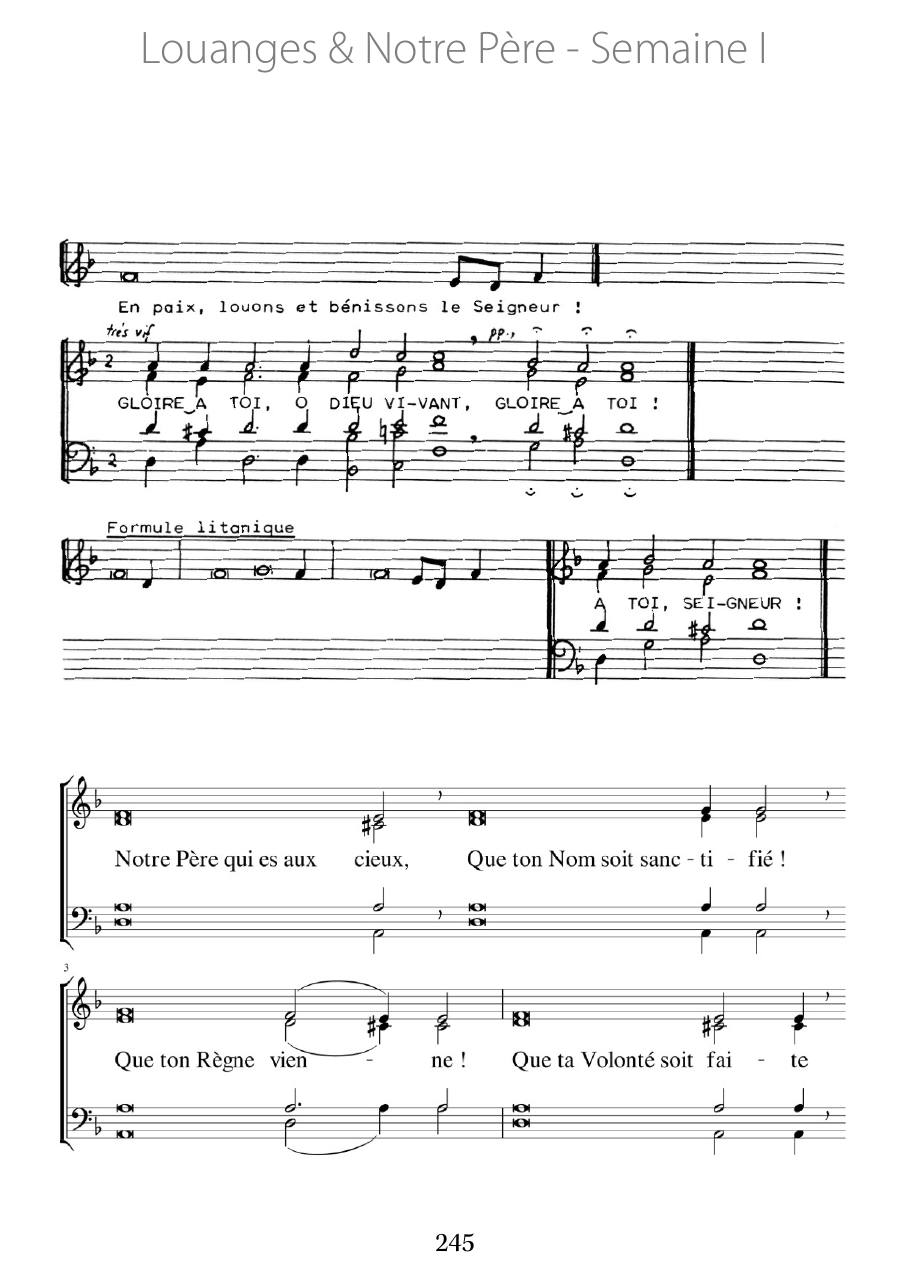 Louanges & Notre Père - Semaine I
En paix, louons et bénissons le Seigneur !
très vif
pp.,
2
GLOIRE A TOI, O DIEU VI-VANT, GLOIRE A TOI !
2
Formule litanique
A TOI, SEI-GNEUR !
Notre Père qui es aux cieux, Que ton Nom soit sanc - ti - fié !
3
Que ton Règne vien - ne ! Que ta Volonté soit fai - te
245